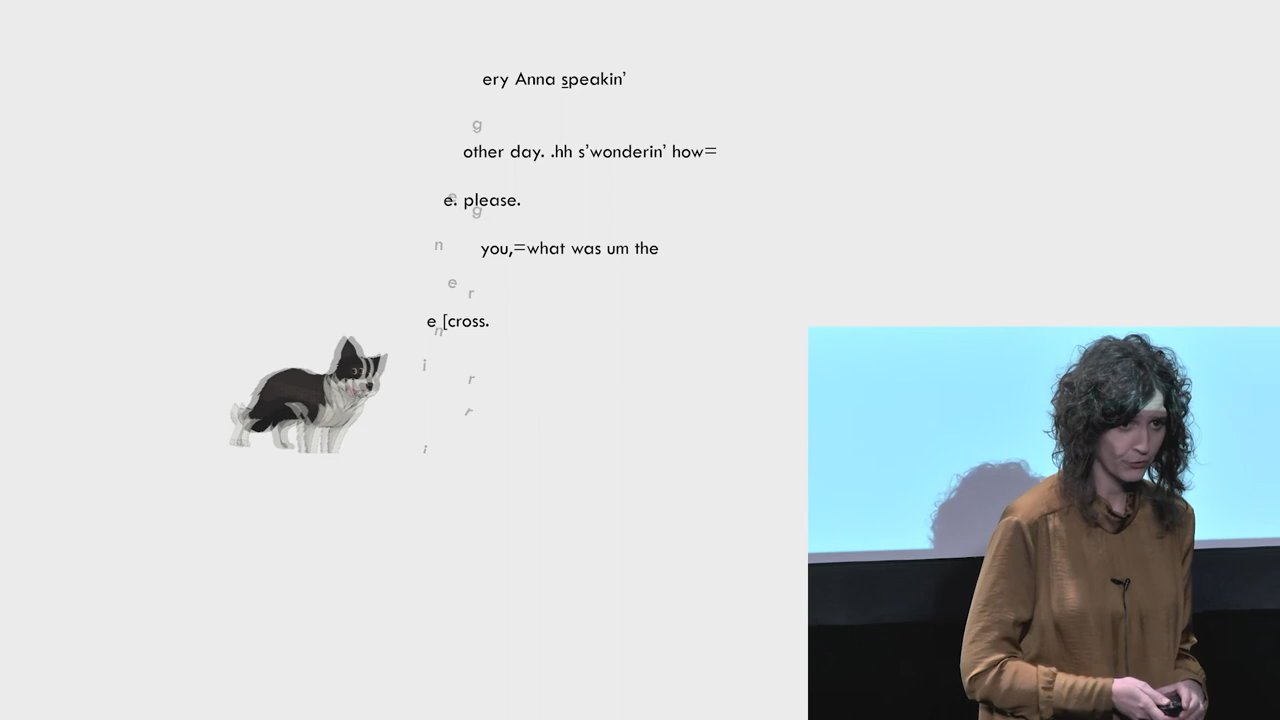 ery Anna speakin’
g
other day. .hh s’wonderin’ how=
e. please.
e
g
n
you,=what was um the
e
r
e [cross.
n
i
r
r
i